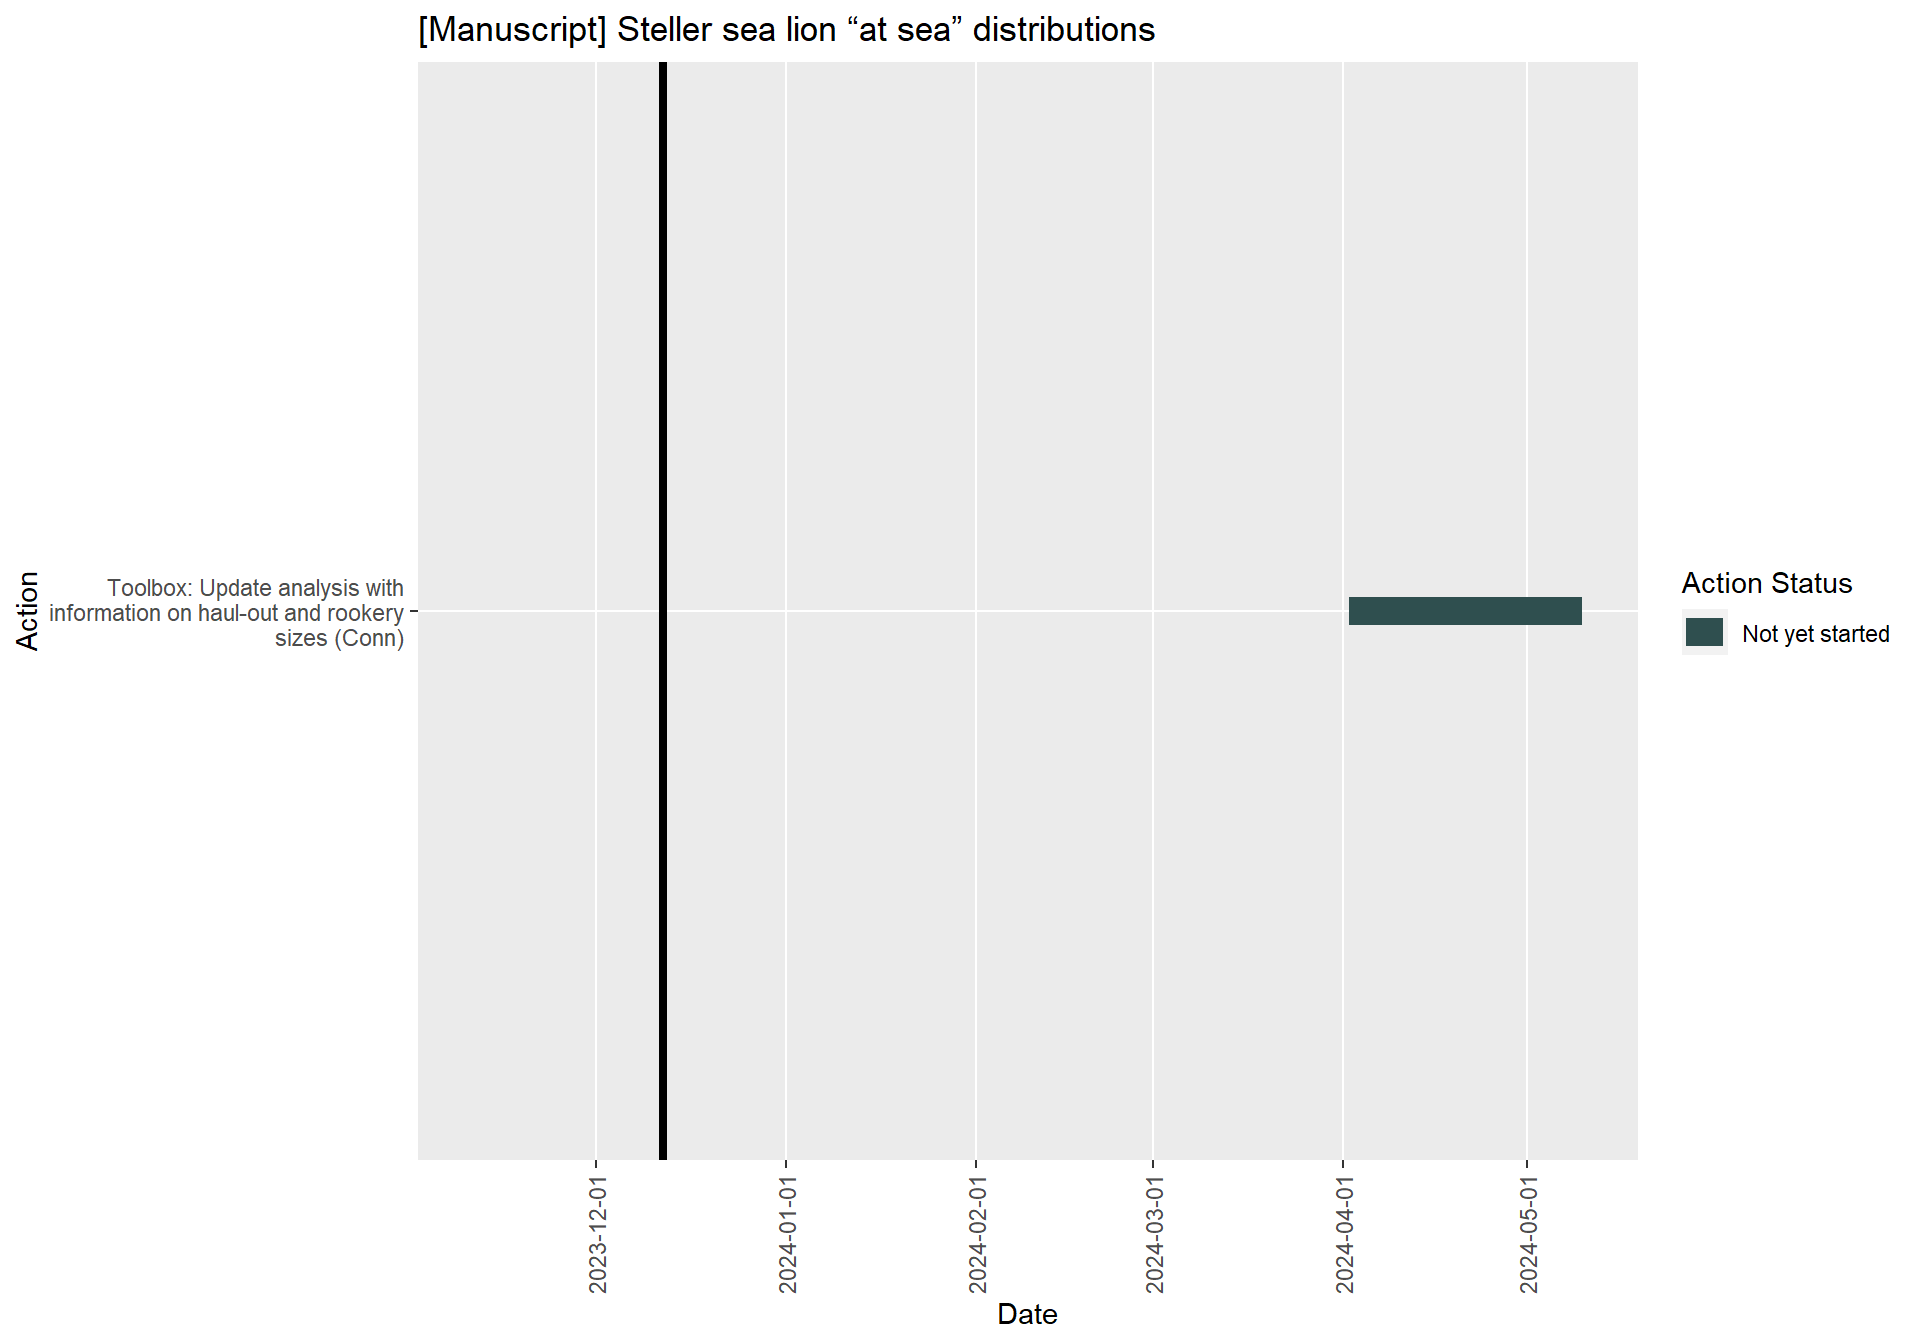 [Manuscript] Steller sea lion “at sea” distributions
Action
Toolbox: Update analysis with
information on haul-out and rookery
sizes (Conn)
Action Status
Not yet started
2023-12-01
2024-01-01
2024-02-01
2024-03-01
2024-04-01
2024-05-01
Date